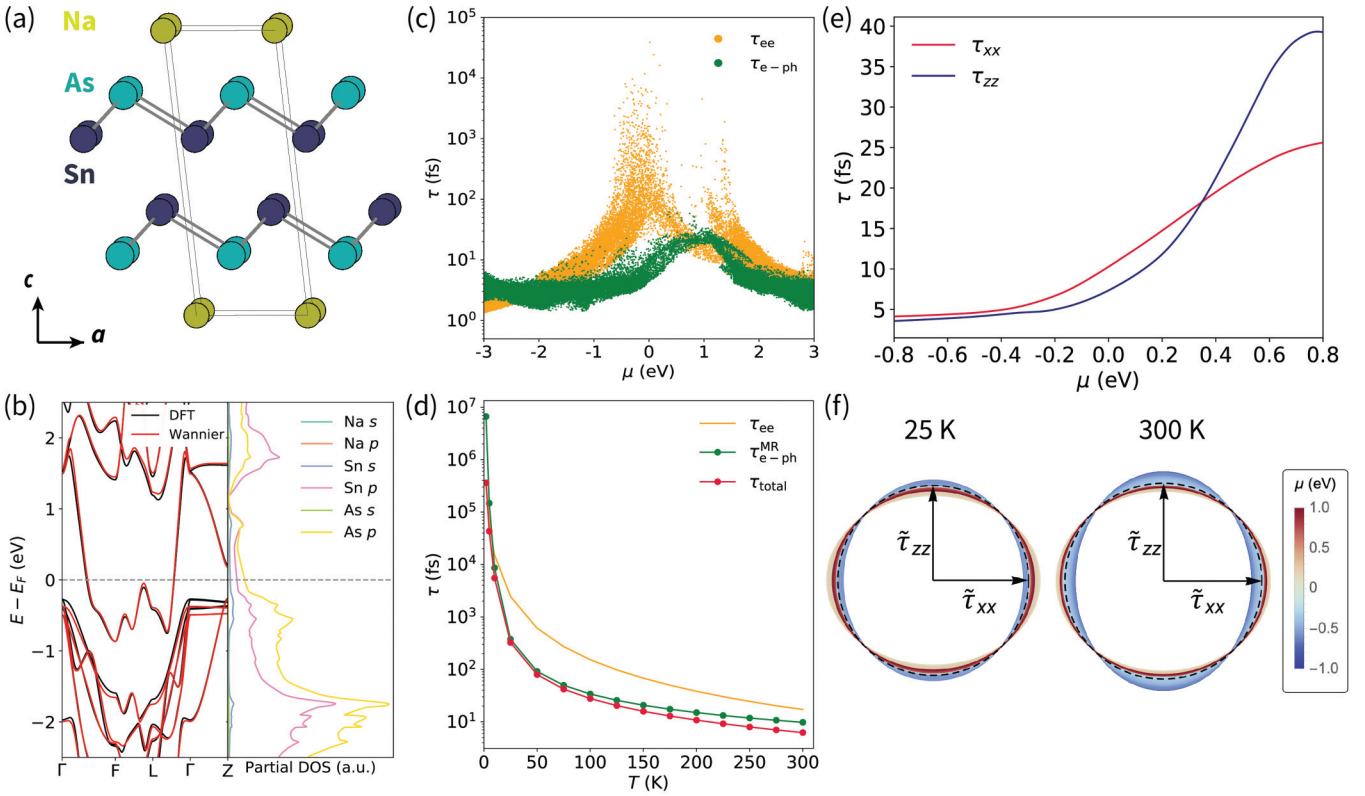 (a)
Na
As
Sn
c
a
(b)
E − E_F (eV)
2
1
0
−1
−2
DFT
Wannier
Na s
Na p
Sn s
Sn p
As s
As p
Γ F L Γ Z
Partial DOS (a.u.)
(c)
τ (fs)
10^5
10^4
10^3
10^2
10^1
10^0
τ_ee
τ_e−ph
-3 -2 -1 0 1 2 3
μ (eV)
(d)
τ (fs)
10^7
10^6
10^5
10^4
10^3
10^2
10^1
τ_ee
τ^MR_e−ph
τ_total
0 50 100 150 200 250 300
T (K)
(e)
τ (fs)
40
35
30
25
20
15
10
5
τ_xx
τ_zz
-0.8 -0.6 -0.4 -0.2 0.0 0.2 0.4 0.6 0.8
μ (eV)
(f)
25 K
300 K
τ̃_zz
τ̃_xx
τ̃_zz
τ̃_xx
μ (eV)
1.0
0.5
0
−0.5
−1.0